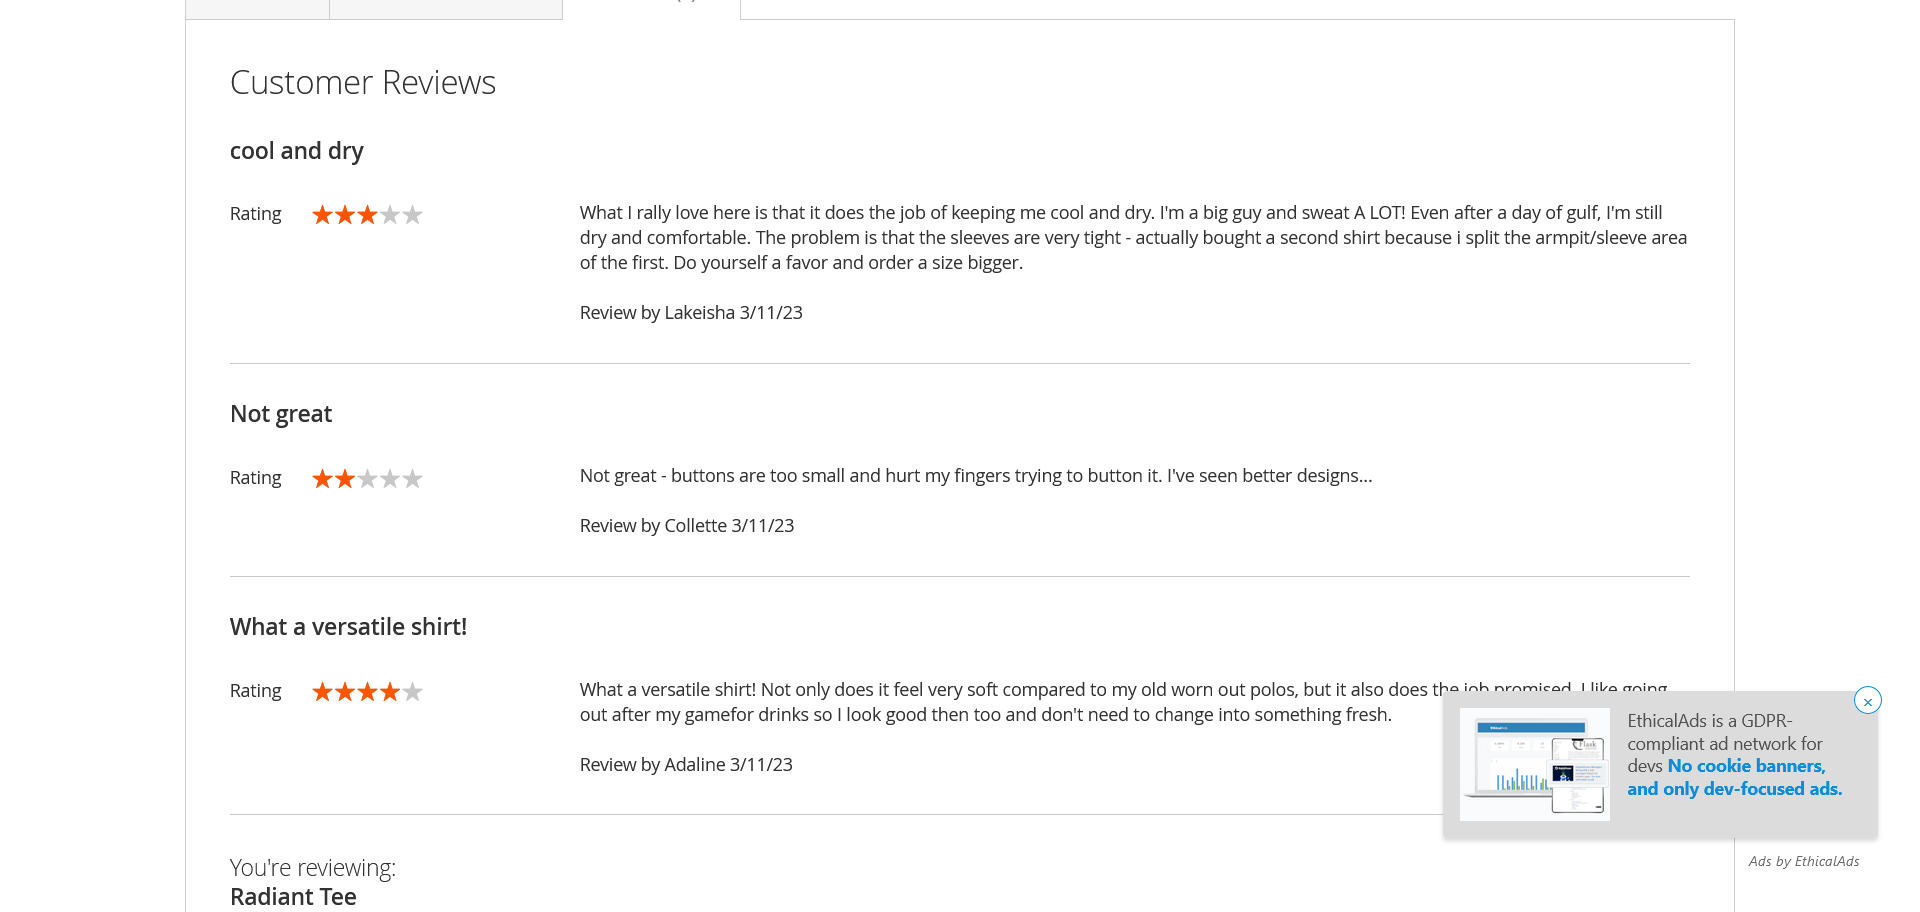 Customer Reviews
cool and dry
Rating
What I rally love here is that it does the job of keeping me cool and dry. I'm a big guy and sweat A LOT! Even after a day of gulf, I'm still
dry and comfortable. The problem is that the sleeves are very tight - actually bought a second shirt because i split the armpit/sleeve area
of the first. Do yourself a favor and order a size bigger.
Review by Lakeisha 3/11/23
Not great
Rating
Not great - buttons are too small and hurt my fingers trying to button it. I've seen better designs...
Review by Collette 3/11/23
What a versatile shirt!
Rating
What a versatile shirt! Not only does it feel very soft compared to my old worn out polos, but it also does the job promised. I like going
out after my gamefor drinks so I look good then too and don't need to change into something fresh.
Review by Adaline 3/11/23
EthicalAds is a GDPR-
compliant ad network for
devs No cookie banners,
and only dev-focused ads.
Ads by EthicalAds
You're reviewing:
Radiant Tee